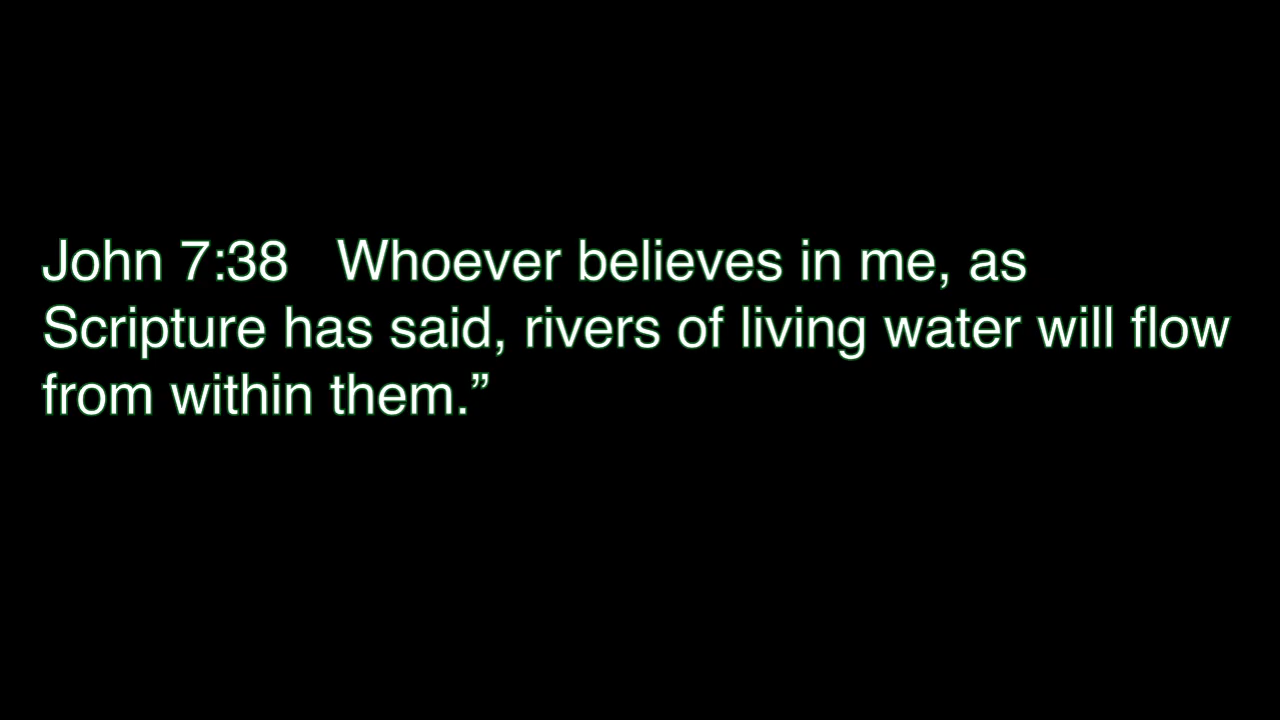 John 7:38   Whoever believes in me, as
Scripture has said, rivers of living water will flow
from within them.”